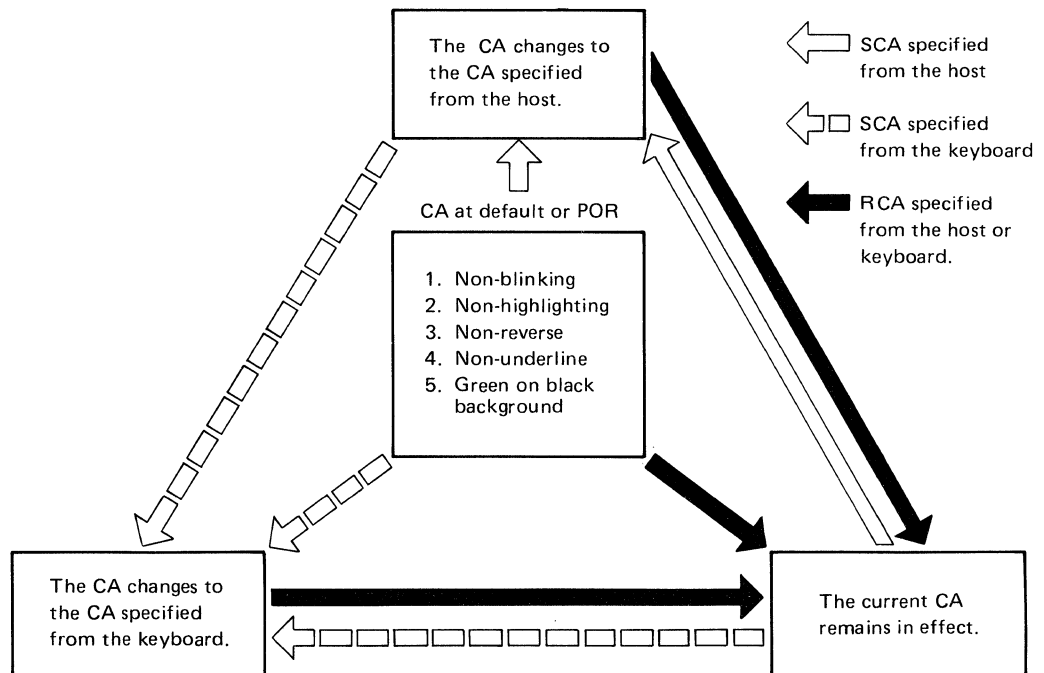 The CA changes to
the CA specified
from the host.
SCA specified
from the host
SCA specified
from the keyboard
RCA specified
from the host or
keyboard.
CA at default or POR
1. Non-blinking
2. Non-highlighting
3. Non-reverse
4. Non-underline
5. Green on black
background
The CA changes to
the CA specified
from the keyboard.
The current CA
remains in effect.